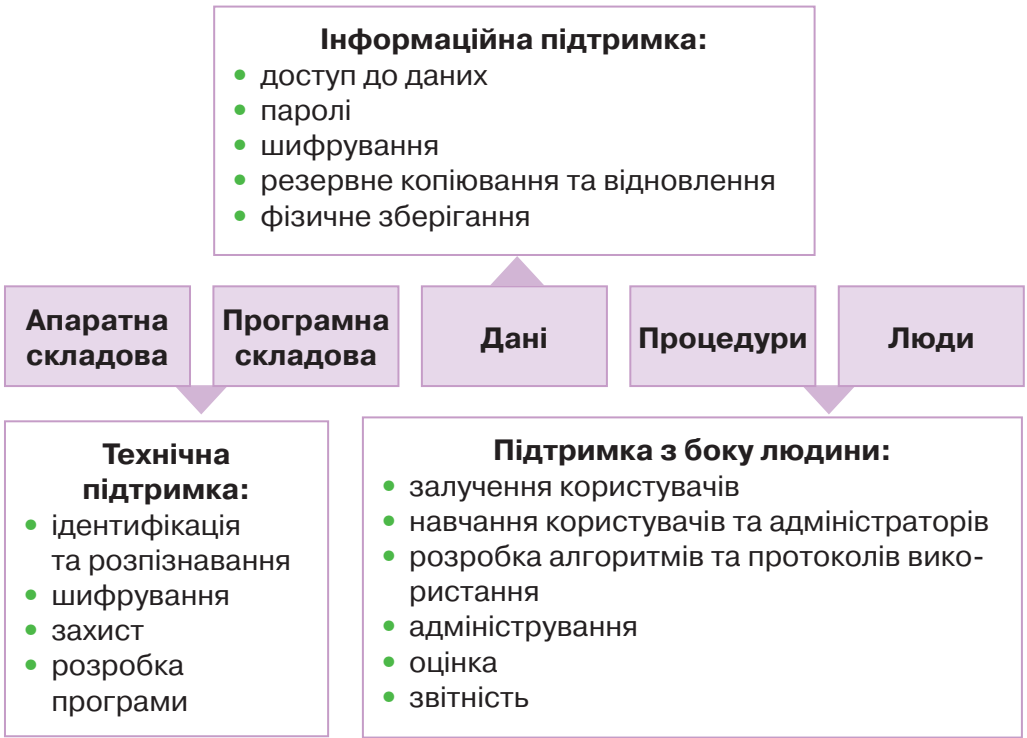 Інформаційна підтримка:
• доступ до даних
• паролі
• шифрування
• резервне копіювання та відновлення
• фізичне зберігання
Апаратна
складова
Програмна
складова
Дані
Процедури
Люди
Технічна
підтримка:
• ідентифікація
та розпізнавання
• шифрування
• захист
• розробка
програми
Підтримка з боку людини:
• залучення користувачів
• навчання користувачів та адміністраторів
• розробка алгоритмів та протоколів вико-
ристання
• адміністрування
• оцінка
• звітність